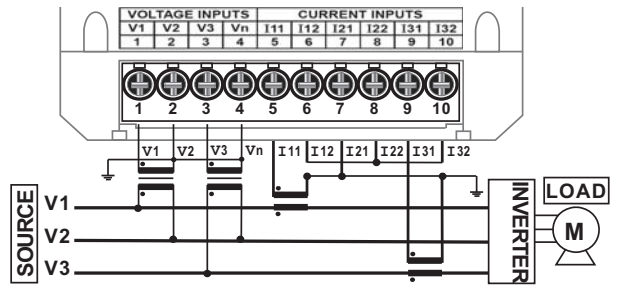 VOLTAGE INPUTS CURRENT INPUTS
V1 V2 V3 Vn I11 I12 I21 I22 I31 I32
1 2 3 4 5 6 7 8 9 10
1 2 3 4 5 6 7 8 9 10
V1 V2 V3 Vn I11 I12 I21 I22 I31 I32
SOURCE
V1
V2
V3
INVERTER
LOAD
M